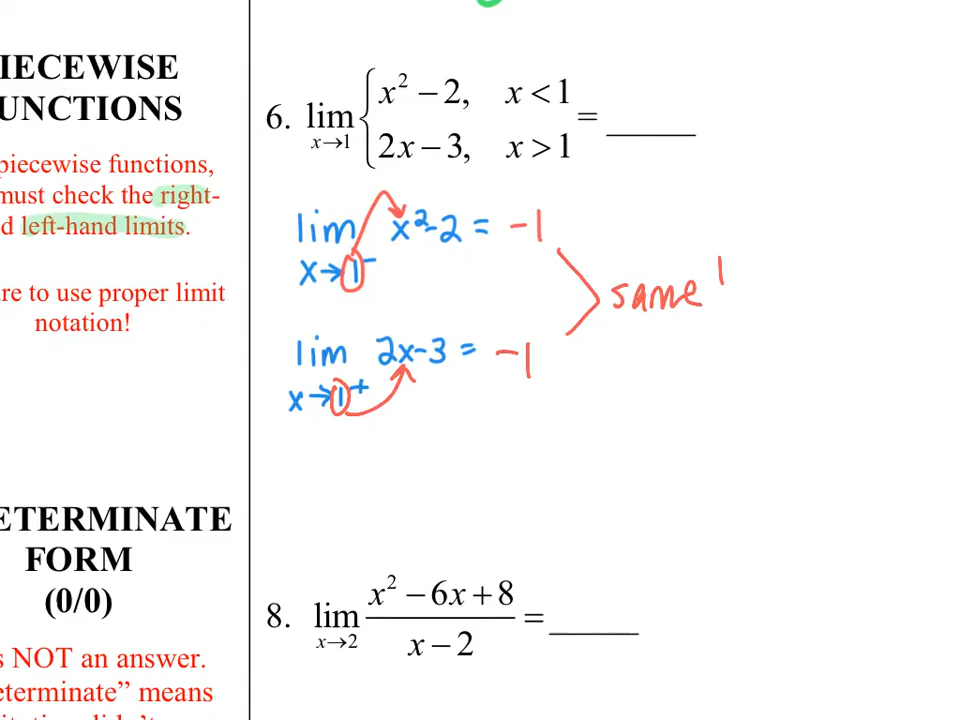 IECEWISE
UNCTIONS
piecewise functions,
must check the right-
d left-hand limits.
re to use proper limit
notation!
6. lim x→1 { x² − 2, x < 1
2x − 3, x > 1 = _____
lim x→1⁻ x²-2 = -1
same !
lim x→1⁺ 2x-3 = -1
ETERMINATE
FORM
(0/0)
s NOT an answer.
eterminate” means
8. lim x→2 (x² − 6x + 8)/(x − 2) = _____